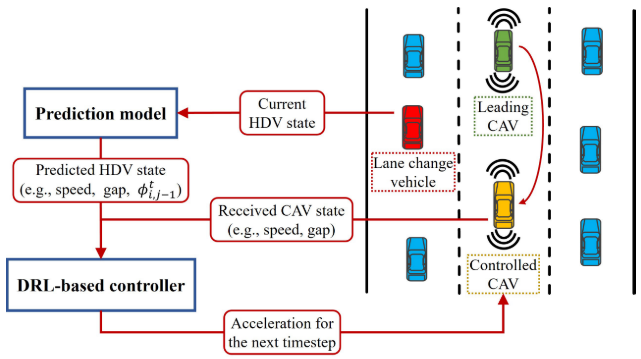 Prediction model
Current
HDV state
Leading
CAV
Lane change
vehicle
Predicted HDV state
(e.g., speed, gap, $\phi_{i,j-1}^{t}$)
Received CAV state
(e.g., speed, gap)
Controlled
CAV
DRL-based controller
Acceleration for
the next timestep